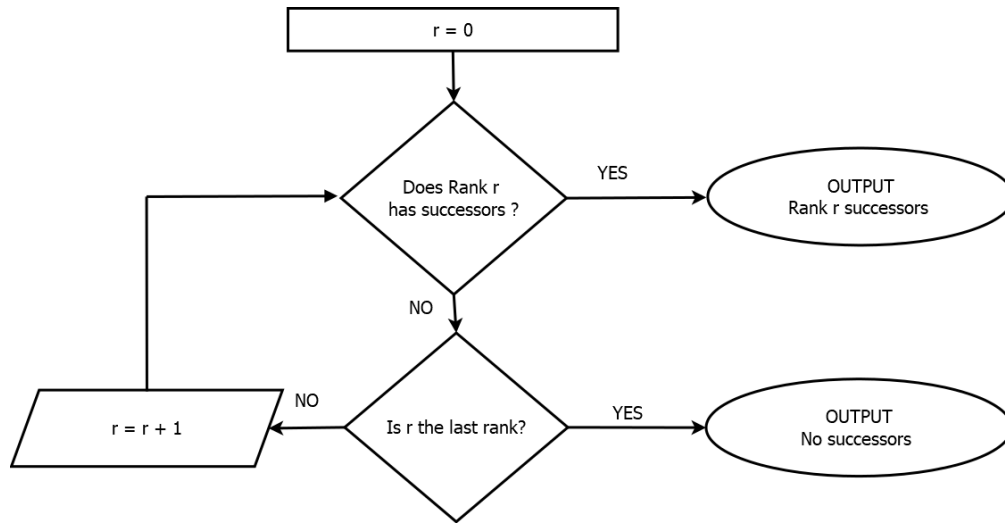 r = 0
Does Rank r
has successors ?
YES
OUTPUT
Rank r successors
NO
Is r the last rank?
YES
OUTPUT
No successors
NO
r = r + 1